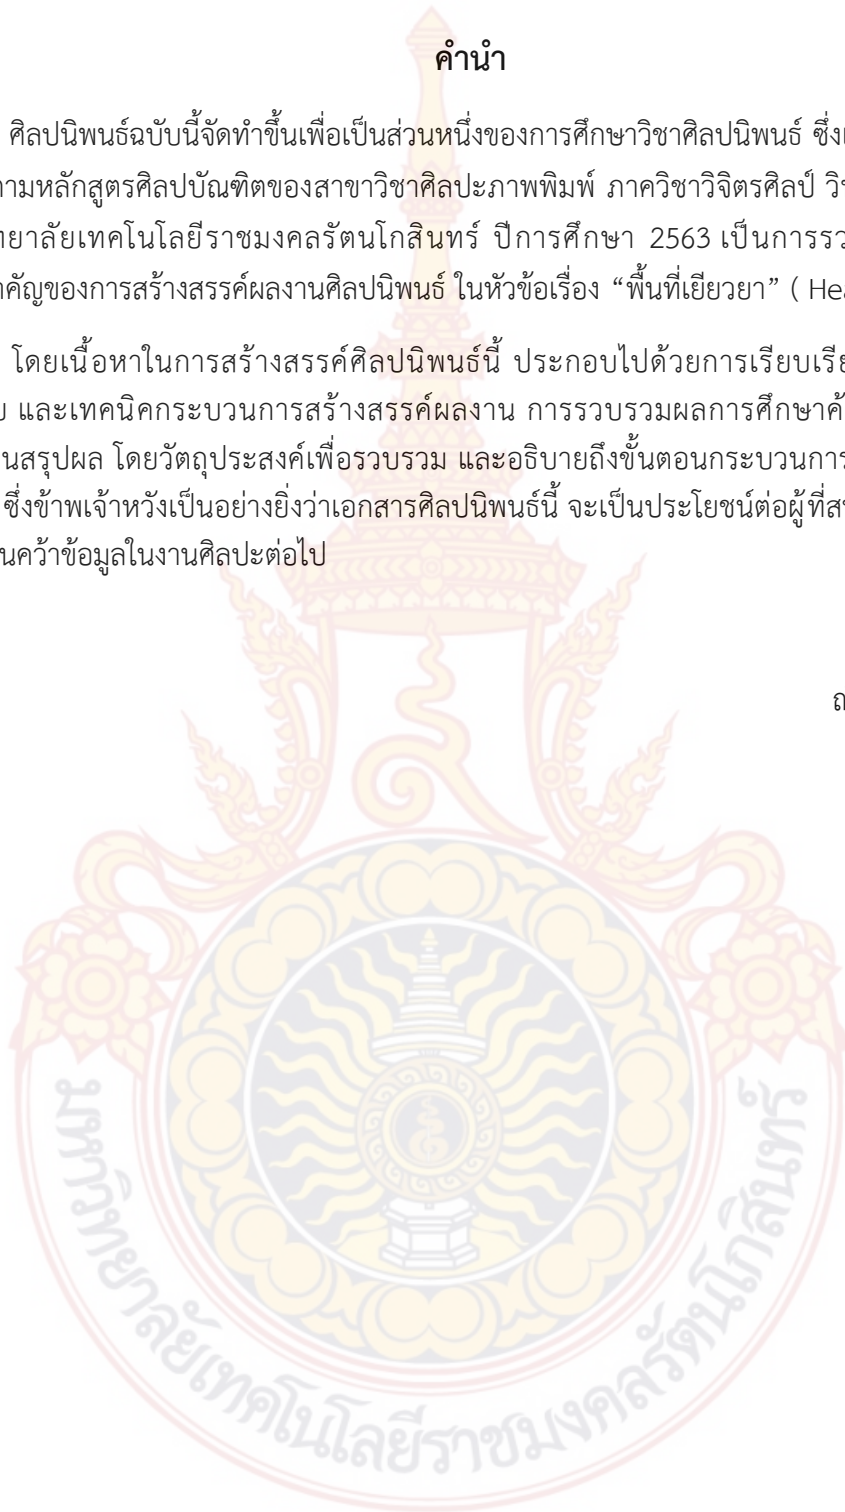 คำนำ
ศิลปนิพนธ์ฉบับนี้จัดทำขึ้นเพื่อเป็นส่วนหนึ่งของการศึกษาวิชาศิลปนิพนธ์
ตามหลักสูตรศิลปบัณฑิตของสาขาวิชาศิลปะภาพพิมพ์ ภาควิชาวิจิตรศิลป์
ทยาลัยเทคโนโลยีราชมงคลรัตนโกสินทร์ ปีการศึกษา 2563 เป็นการรว
คัญของการสร้างสรรค์ผลงานศิลปนิพนธ์ ในหัวข้อเรื่อง “พื้นที่เยียวยา” ( Hea
โดยเนื้อหาในการสร้างสรรค์ศิลปนิพนธ์นี้ ประกอบไปด้วยการเรียบเรีย
และเทคนิคกระบวนการสร้างสรรค์ผลงาน การรวบรวมผลการศึกษาค้
นสรุปผล โดยวัตถุประสงค์เพื่อรวบรวม และอธิบายถึงขั้นตอนกระบวนการ
ซึ่งข้าพเจ้าหวังเป็นอย่างยิ่งว่าเอกสารศิลปนิพนธ์นี้ จะเป็นประโยชน์ต่อผู้ที่ส
นคว้าข้อมูลในงานศิลปะต่อไป
มหาวิทยาลัยเทคโนโลยีราชมงคลรัตนโกสินทร์